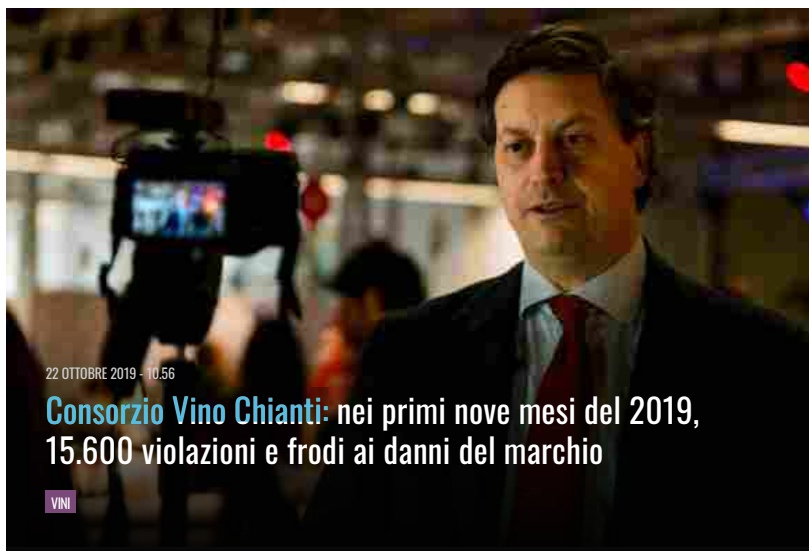 22 OTTOBRE 2019 - 10.56
Consorzio Vino Chianti: nei primi nove mesi del 2019,
15.600 violazioni e frodi ai danni del marchio
VINI